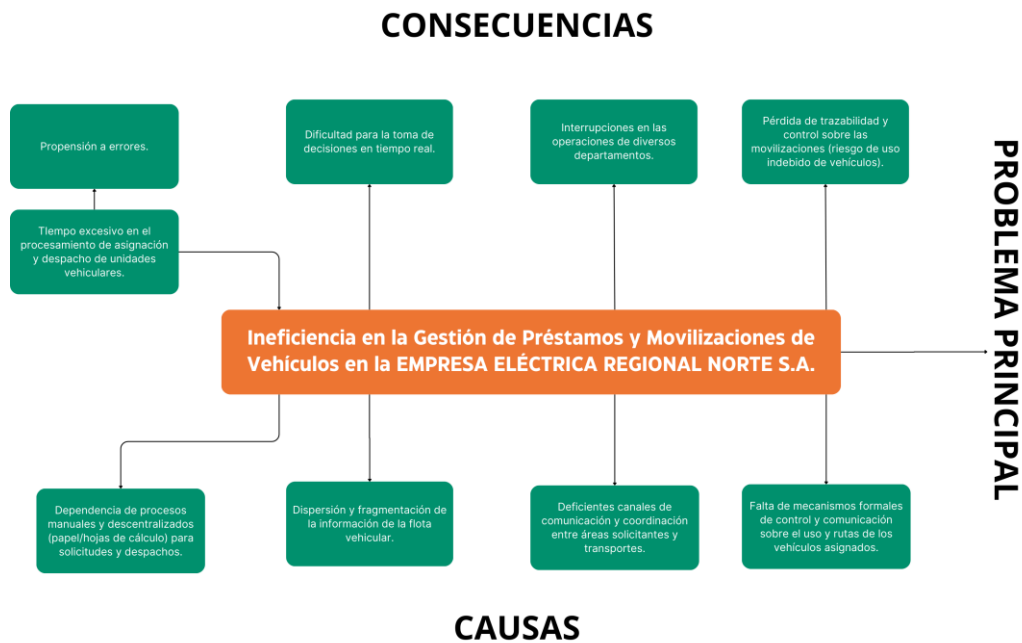 CONSECUENCIAS
Propensión a errores.
Dificultad para la toma de
decisiones en tiempo real.
Interrupciones en las
operaciones de diversos
departamentos.
Pérdida de trazabilidad y
control sobre las
movilizaciones (riesgo de uso
indebido de vehículos).
TIempo excesivo en el
procesamiento de asignación
y despacho de unidades
vehiculares.
PROBLEMA PRINCIPAL
Ineficiencia en la Gestión de Préstamos y Movilizaciones de
Vehículos en la EMPRESA ELÉCTRICA REGIONAL NORTE S.A.
Dependencia de procesos
manuales y descentralizados
(papel/hojas de cálculo) para
solicitudes y despachos.
Dispersión y fragmentación de
la información de la flota
vehicular.
Deficientes canales de
comunicación y coordinación
entre áreas solicitantes y
transportes.
Falta de mecanismos formales
de control y comunicación
sobre el uso y rutas de los
vehículos asignados.
CAUSAS